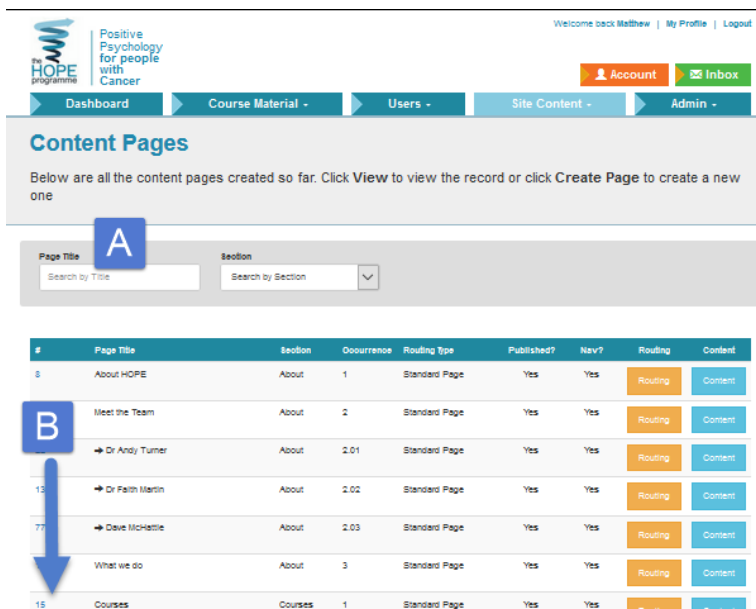 Welcome back Matthew | My Profile | Logout
Positive
Psychology
for people
with
Cancer
the
HOPE
programme
Account Inbox
Dashboard Course Material Users Site Content Admin
Content Pages
Below are all the content pages created so far. Click View to view the record or click Create Page to create a new
one
A
Page Title Section
Search by Title Search by Section
# Page Title Section Occurrence Routing Type Published? Nav? Routing Content
8 About HOPE About 1 Standard Page Yes Yes Routing Content
B
Meet the Team About 2 Standard Page Yes Yes Routing Content
➔ Dr Andy Turner About 2.01 Standard Page Yes Yes Routing Content
13 ➔ Dr Faith Martin About 2.02 Standard Page Yes Yes Routing Content
77 ➔ Dave McHattie About 2.03 Standard Page Yes Yes Routing Content
What we do About 3 Standard Page Yes Yes Routing Content
15 Courses Courses 1 Standard Page Yes Yes Routing Content